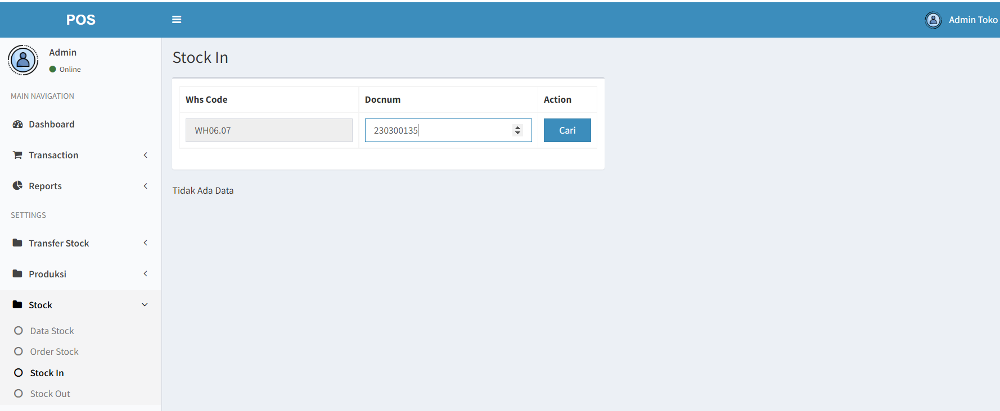 POS
Admin Toko
Admin
Online
MAIN NAVIGATION
Dashboard
Transaction
Reports
SETTINGS
Transfer Stock
Produksi
Stock
Data Stock
Order Stock
Stock In
Stock Out
Stock In
Whs Code Docnum Action
WH06.07 230300135 Cari
Tidak Ada Data